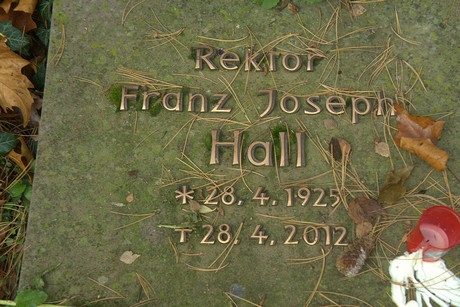 Rektor
Franz Joseph
Hall
* 28. 4. 1925
† 28. 4. 2012